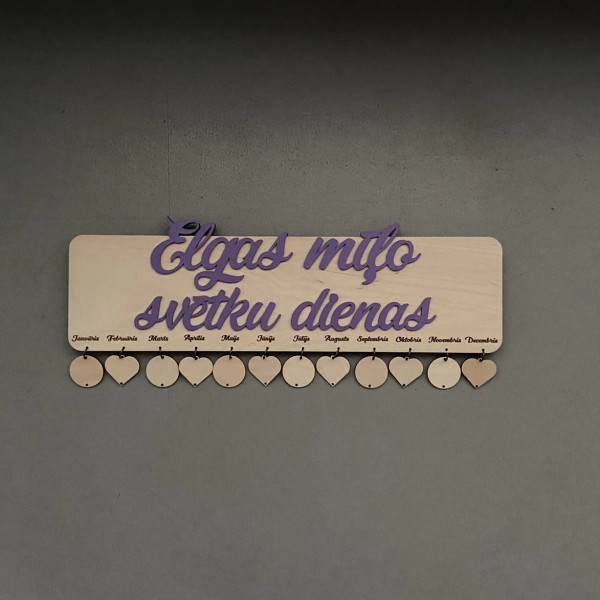 Elgas mīļo
svētku dienas
Janvāris Februāris Marts Aprīlis Maijs Jūnijs Jūlijs Augusts Septembris Oktobris Novembris Decembris